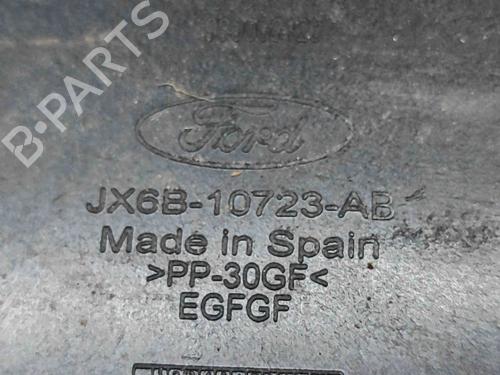 B-PARTS
Ford
JX6B-10723-AB
Made in Spain
>PP-30GF<
EGFGF